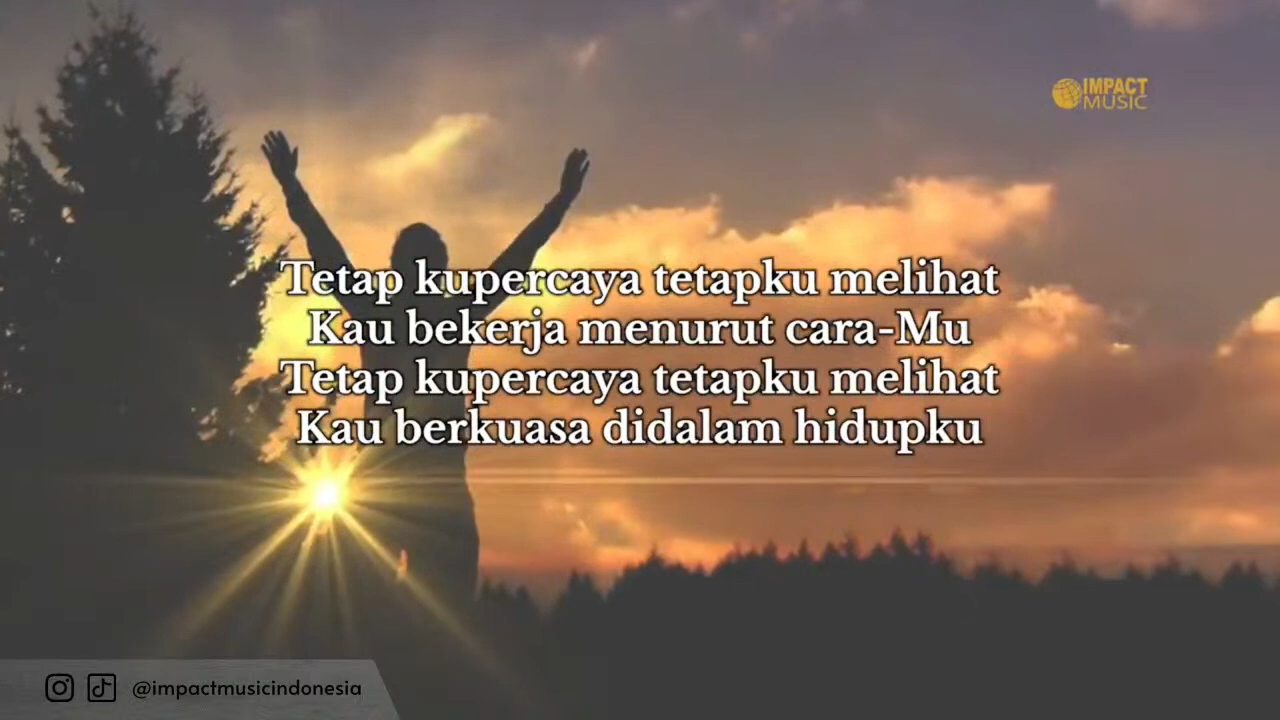 IMPACT
MUSIC
Tetap kupercaya tetapku melihat
Kau bekerja menurut cara-Mu
Tetap kupercaya tetapku melihat
Kau berkuasa didalam hidupku
@impactmusicindonesia